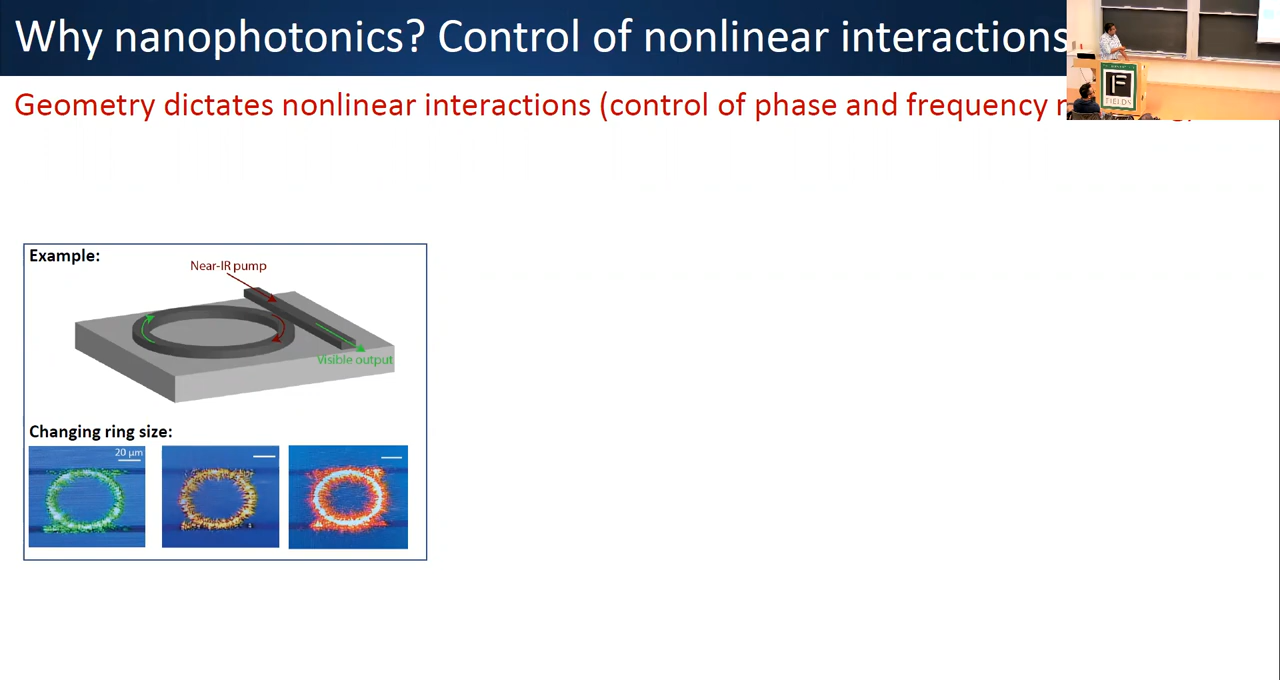 Why nanophotonics? Control of nonlinear interactions
Geometry dictates nonlinear interactions (control of phase and frequency
Example:
Near-IR pump
Visible output
Changing ring size:
20 µm
FIELDS